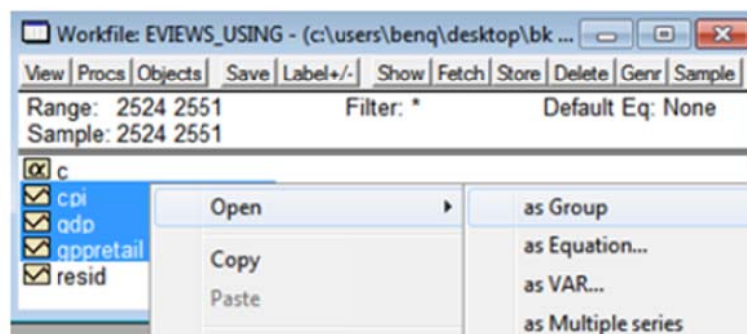 Workfile: EVIEWS_USING - (c:\users\benq\desktop\bk ...
View Procs Objects Save Label+/- Show Fetch Store Delete Genr Sample
Range: 2524 2551 Filter: * Default Eq: None
Sample: 2524 2551
α c
cpi
gdp
gppretail
resid
Open
Copy
Paste
as Group
as Equation...
as VAR...
as Multiple series